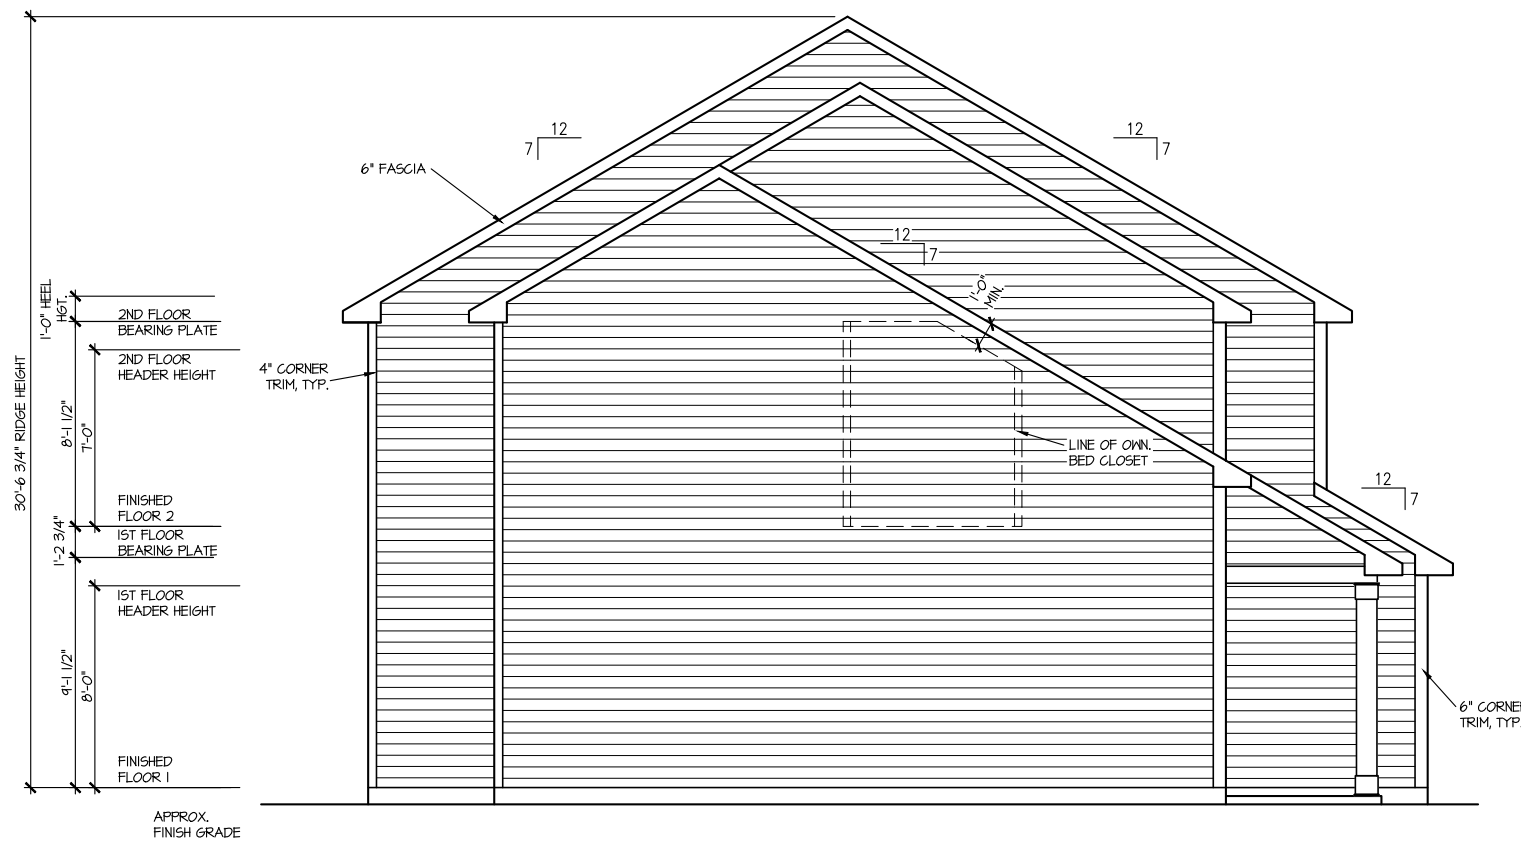 12
7
12
7
6" FASCIA
12
7
1'-0"
MIN.
1'-0" HEEL
HGT.
2ND FLOOR
BEARING PLATE
2ND FLOOR
HEADER HEIGHT
4" CORNER
TRIM, TYP.
30'-6 3/4" RIDGE HEIGHT
8'-1 1/2"
7'-0"
LINE OF OWN.
BED CLOSET
12
7
FINISHED
FLOOR 2
1ST FLOOR
BEARING PLATE
1'-2 3/4"
1ST FLOOR
HEADER HEIGHT
9'-1 1/2"
8'-0"
6" CORNE
TRIM, TYP.
FINISHED
FLOOR 1
APPROX.
FINISH GRADE